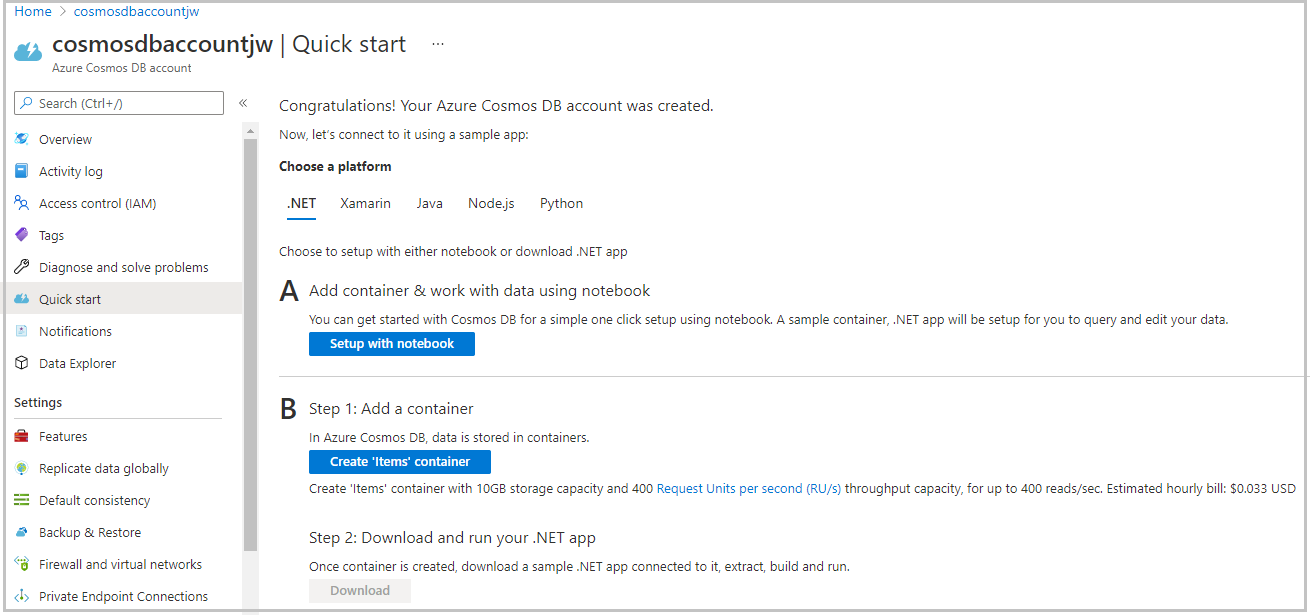 Home > cosmosdbaccountjw
cosmosdbaccountjw | Quick start ...
Azure Cosmos DB account
Search (Ctrl+/)
«
Overview
Activity log
Access control (IAM)
Tags
Diagnose and solve problems
Quick start
Notifications
Data Explorer
Settings
Features
Replicate data globally
Default consistency
Backup & Restore
Firewall and virtual networks
Private Endpoint Connections
Congratulations! Your Azure Cosmos DB account was created.
Now, let's connect to it using a sample app:
Choose a platform
.NET Xamarin Java Node.js Python
Choose to setup with either notebook or download .NET app
A Add container & work with data using notebook
You can get started with Cosmos DB for a simple one click setup using notebook. A sample container, .NET app will be setup for you to query and edit your data.
Setup with notebook
B Step 1: Add a container
In Azure Cosmos DB, data is stored in containers.
Create 'Items' container
Create 'Items' container with 10GB storage capacity and 400 Request Units per second (RU/s) throughput capacity, for up to 400 reads/sec. Estimated hourly bill: $0.033 USD
Step 2: Download and run your .NET app
Once container is created, download a sample .NET app connected to it, extract, build and run.
Download